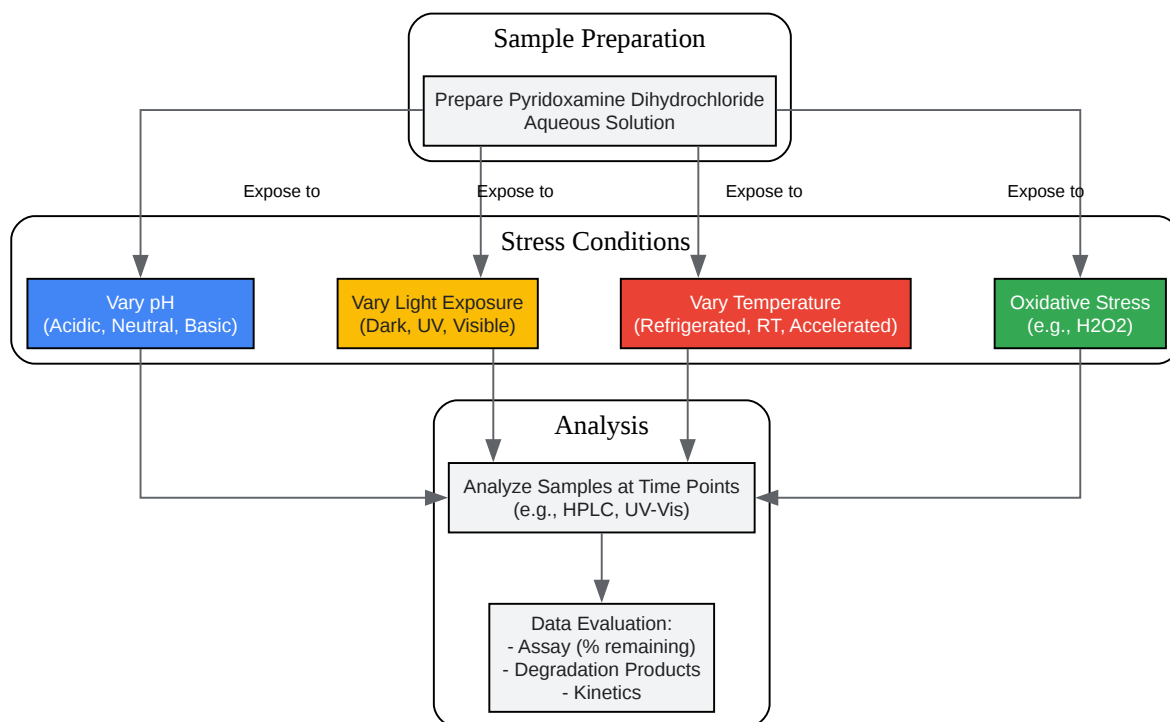 Sample Preparation
Prepare Pyridoxamine Dihydrochloride
Aqueous Solution
Expose to
Expose to
Expose to
Expose to
Stress Conditions
Vary pH
(Acidic, Neutral, Basic)
Vary Light Exposure
(Dark, UV, Visible)
Vary Temperature
(Refrigerated, RT, Accelerated)
Oxidative Stress
(e.g., H2O2)
Analysis
Analyze Samples at Time Points
(e.g., HPLC, UV-Vis)
Data Evaluation:
- Assay (% remaining)
- Degradation Products
- Kinetics